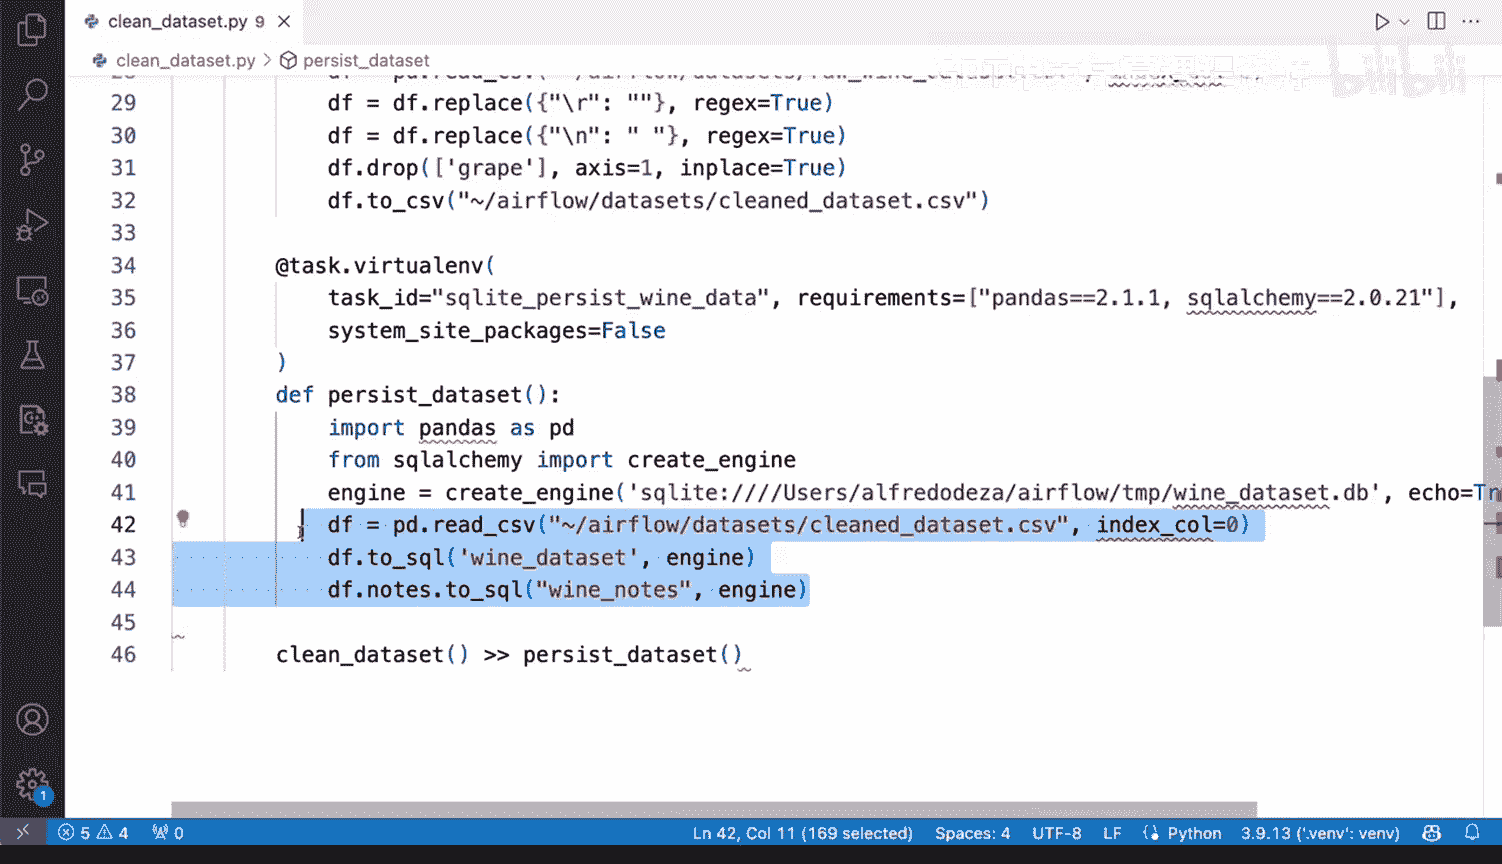 clean_dataset.py 9
clean_dataset.py > persist_dataset
29 df = df.replace({"\r": ""}, regex=True)
30 df = df.replace({"\n": " "}, regex=True)
31 df.drop(['grape'], axis=1, inplace=True)
32 df.to_csv("~/airflow/datasets/cleaned_dataset.csv")
33
34 @task.virtualenv(
35 task_id="sqlite_persist_wine_data", requirements=["pandas==2.1.1, sqlalchemy==2.0.21"],
36 system_site_packages=False
37 )
38 def persist_dataset():
39 import pandas as pd
40 from sqlalchemy import create_engine
41 engine = create_engine('sqlite:////Users/alfredodeza/airflow/tmp/wine_dataset.db', echo=
42 df = pd.read_csv("~/airflow/datasets/cleaned_dataset.csv", index_col=0)
43 df.to_sql('wine_dataset', engine)
44 df.notes.to_sql("wine_notes", engine)
45
46 clean_dataset() >> persist_dataset()
1
5 4 0 Ln 42, Col 11 (169 selected) Spaces: 4 UTF-8 LF Python 3.9.13 ('.venv': venv)
bilibili